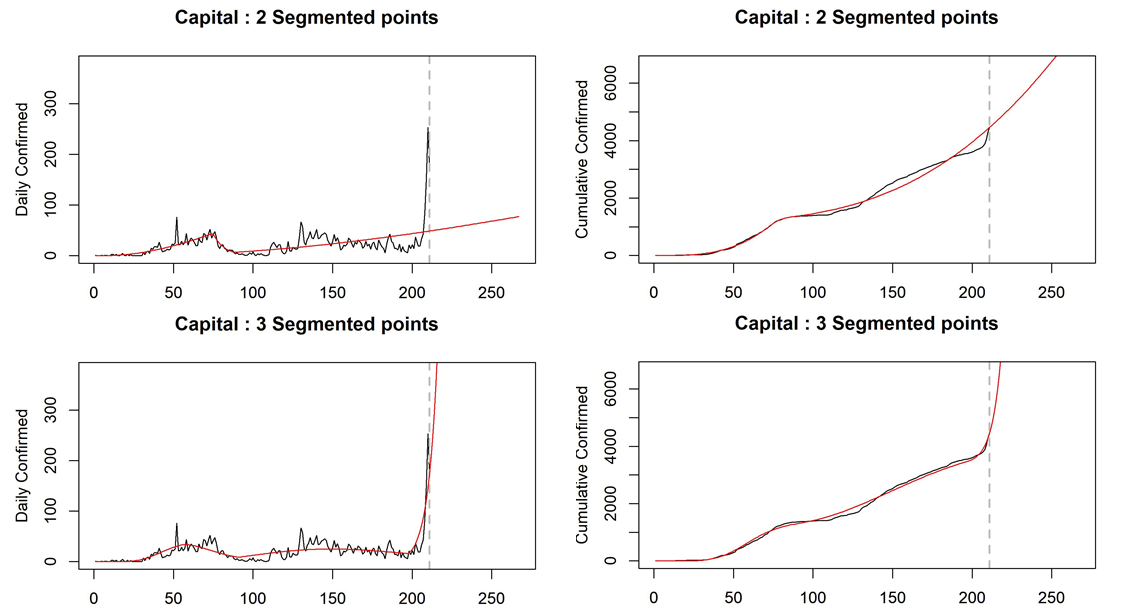 Capital : 2 Segmented points
Daily Confirmed
300
200
100
0
0 50 100 150 200 250
Capital : 2 Segmented points
Cumulative Confirmed
6000
4000
2000
0
0 50 100 150 200 250
Capital : 3 Segmented points
Daily Confirmed
300
200
100
0
0 50 100 150 200 250
Capital : 3 Segmented points
Cumulative Confirmed
6000
4000
2000
0
0 50 100 150 200 250